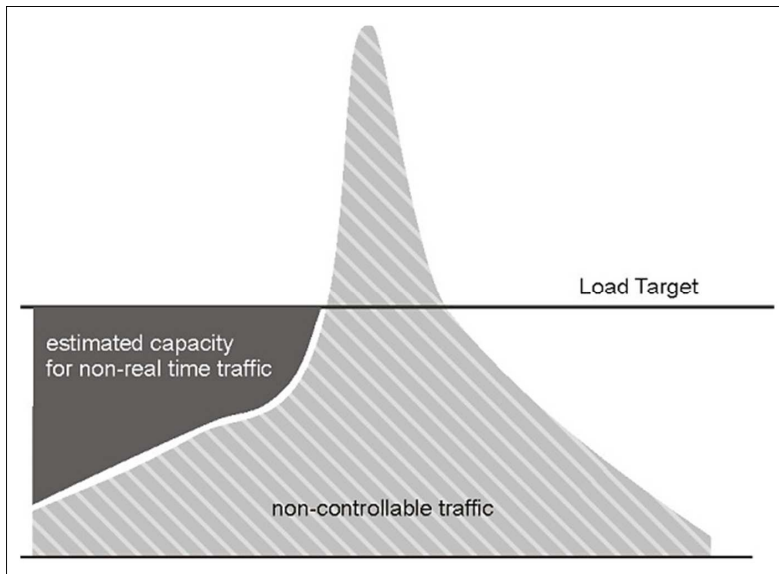 Load Target
estimated capacity
for non-real time traffic
non-controllable traffic